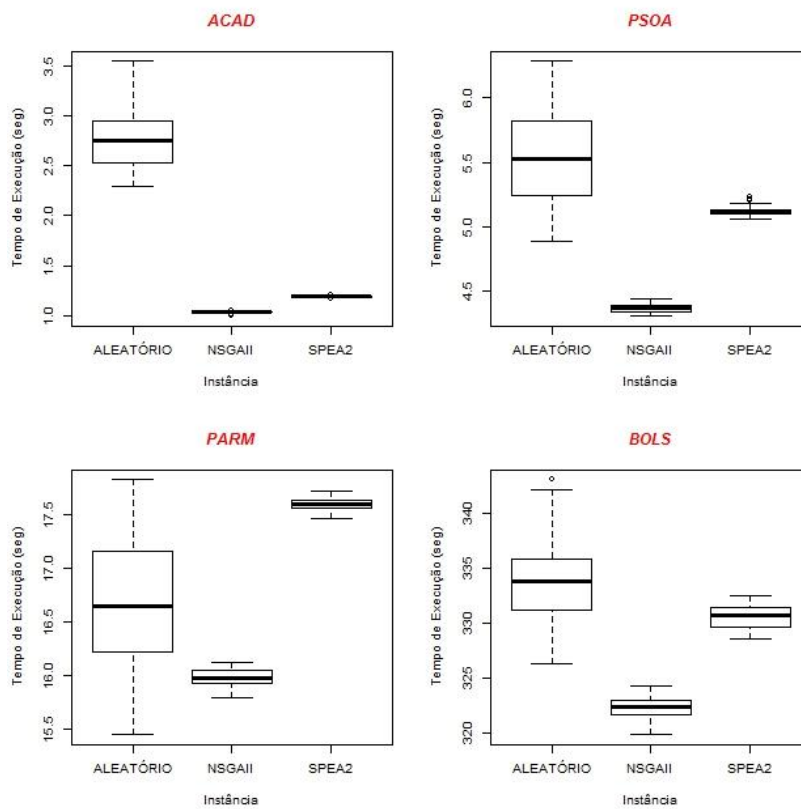 ACAD
Tempo de Execução (seg)
3.5
3.0
2.5
2.0
1.5
1.0
ALEATÓRIO NSGAII SPEA2
Instância
PSOA
Tempo de Execução (seg)
6.0
5.5
5.0
4.5
ALEATÓRIO NSGAII SPEA2
Instância
PARM
Tempo de Execução (seg)
17.5
17.0
16.5
16.0
15.5
ALEATÓRIO NSGAII SPEA2
Instância
BOLS
Tempo de Execução (seg)
340
335
330
325
320
ALEATÓRIO NSGAII SPEA2
Instância